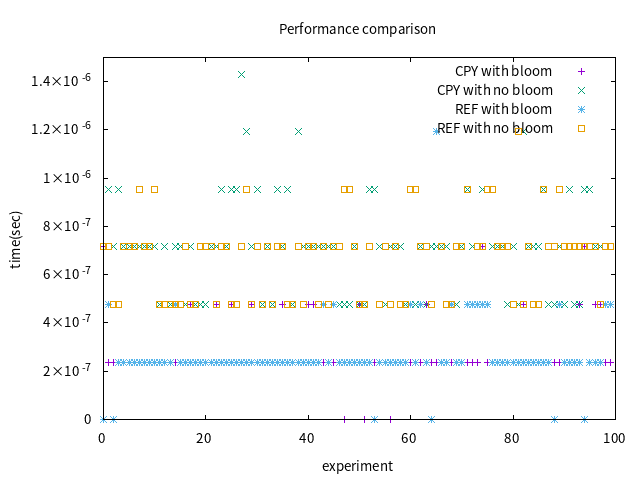 Performance comparison
CPY with bloom
CPY with no bloom
REF with bloom
REF with no bloom
1.4×10 -6
1.2×10 -6
1×10 -6
8×10 -7
6×10 -7
4×10 -7
2×10 -7
0
time(sec)
0 20 40 60 80 100
experiment